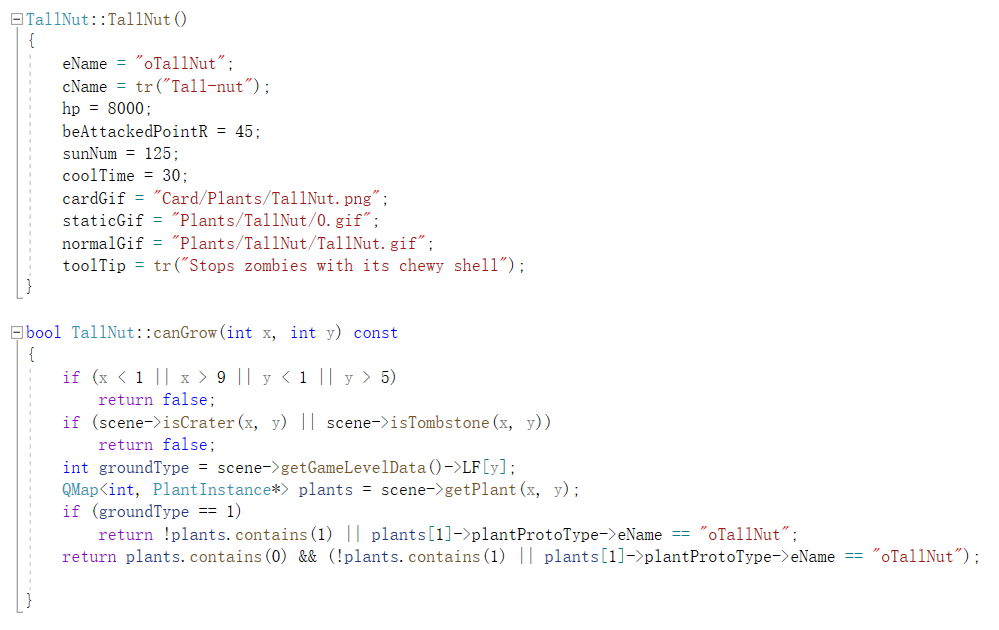 TallNut::TallNut()
{
    eName = "oTallNut";
    cName = tr("Tall-nut");
    hp = 8000;
    beAttackedPointR = 45;
    sunNum = 125;
    coolTime = 30;
    cardGif = "Card/Plants/TallNut.png";
    staticGif = "Plants/TallNut/0.gif";
    normalGif = "Plants/TallNut/TallNut.gif";
    toolTip = tr("Stops zombies with its chewy shell");
}
bool TallNut::canGrow(int x, int y) const
{
    if (x < 1 || x > 9 || y < 1 || y > 5)
        return false;
    if (scene->isCrater(x, y) || scene->isTombstone(x, y))
        return false;
    int groundType = scene->getGameLevelData()->LF[y];
    QMap<int, PlantInstance*> plants = scene->getPlant(x, y);
    if (groundType == 1)
        return !plants.contains(1) || plants[1]->plantProtoType->eName == "oTallNut";
    return plants.contains(0) && (!plants.contains(1) || plants[1]->plantProtoType->eName == "oTallNut");
}